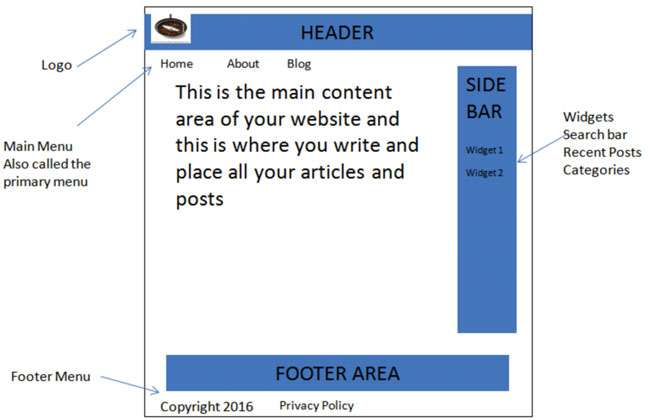 HEADER
Logo
Home About Blog
This is the main content
area of your website and
this is where you write and
place all your articles and
posts
SIDE
BAR
Widget 1
Widget 2
Main Menu
Also called the
primary menu
Widgets
Search bar
Recent Posts
Categories
FOOTER AREA
Footer Menu
Copyright 2016 Privacy Policy